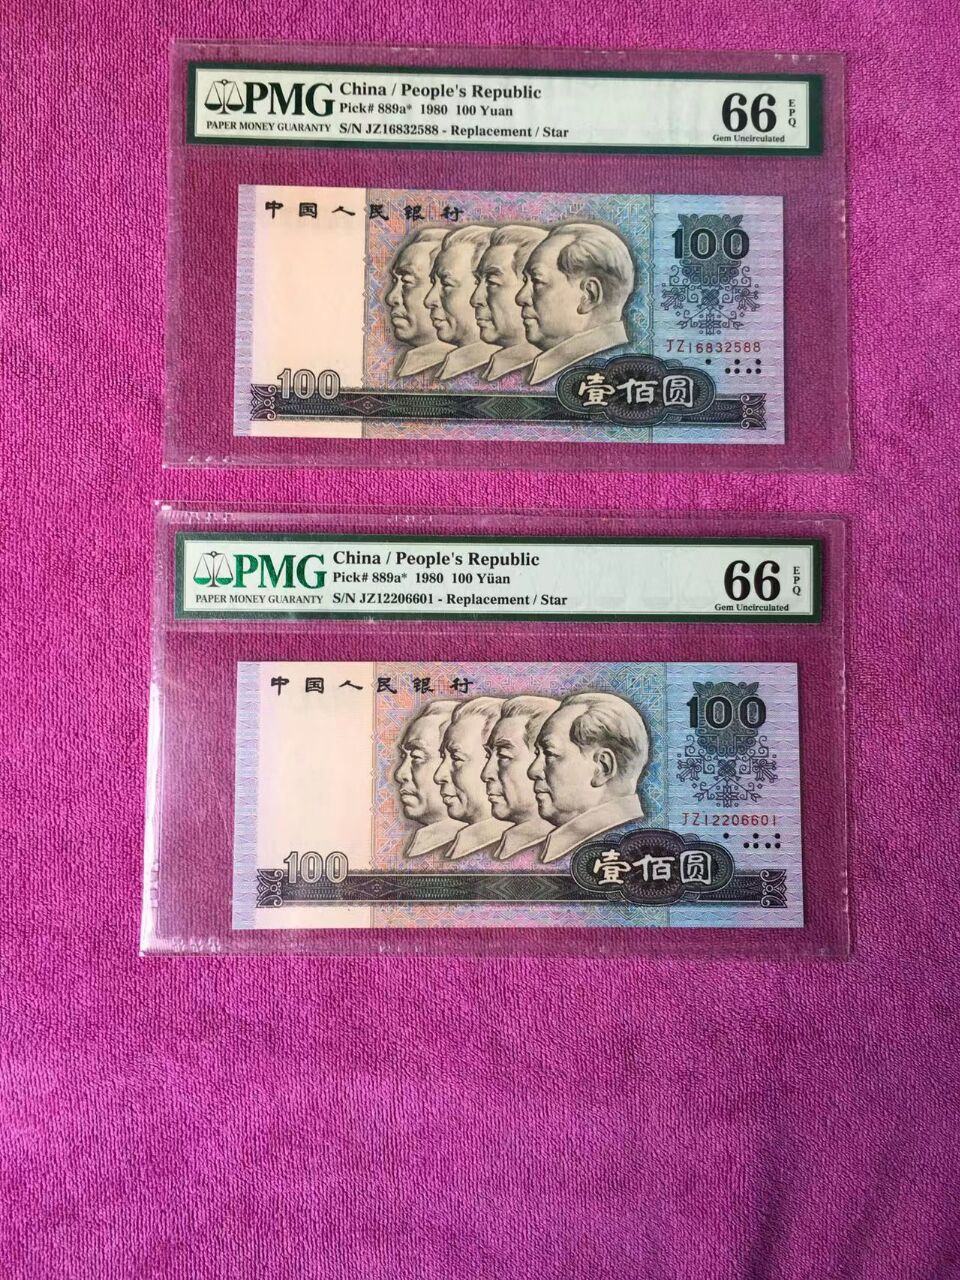 PMG
PAPER MONEY GUARANTY
China / People's Republic
Pick# 889a* 1980 100 Yuan
S/N JZ16832588 - Replacement / Star
66
EPQ
Gem Uncirculated
中国人民银行
100
JZ16832588
100
壹佰圆
PMG
PAPER MONEY GUARANTY
China / People's Republic
Pick# 889a* 1980 100 Yüan
S/N JZ12206601 - Replacement / Star
66
EPQ
Gem Uncirculated
中国人民银行
100
JZ12206601
100
壹佰圆